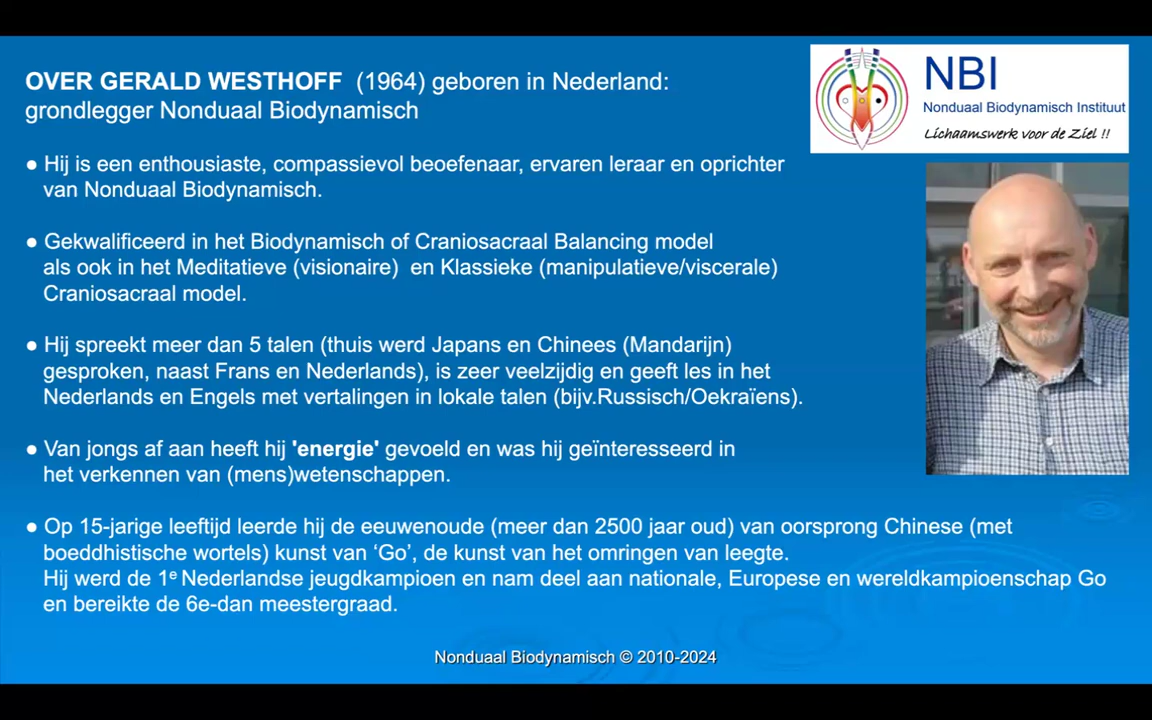 OVER GERALD WESTHOFF (1964) geboren in Nederland:
grondlegger Nonduaal Biodynamisch
● Hij is een enthousiaste, compassievol beoefenaar, ervaren leraar en oprichter
van Nonduaal Biodynamisch.
● Gekwalificeerd in het Biodynamisch of Craniosacraal Balancing model
als ook in het Meditatieve (visionaire) en Klassieke (manipulatieve/viscerale)
Craniosacraal model.
● Hij spreekt meer dan 5 talen (thuis werd Japans en Chinees (Mandarijn)
gesproken, naast Frans en Nederlands), is zeer veelzijdig en geeft les in het
Nederlands en Engels met vertalingen in lokale talen (bijv.Russisch/Oekraïens).
● Van jongs af aan heeft hij 'energie' gevoeld en was hij geïnteresseerd in
het verkennen van (mens)wetenschappen.
● Op 15-jarige leeftijd leerde hij de eeuwenoude (meer dan 2500 jaar oud) van oorsprong Chinese (met
boeddhistische wortels) kunst van ‘Go’, de kunst van het omringen van leegte.
Hij werd de 1e Nederlandse jeugdkampioen en nam deel aan nationale, Europese en wereldkampioenschap Go
en bereikte de 6e-dan meestergraad.
NBI
Nonduaal Biodynamisch Instituut
Lichaamswerk voor de Ziel !!
Nonduaal Biodynamisch © 2010-2024